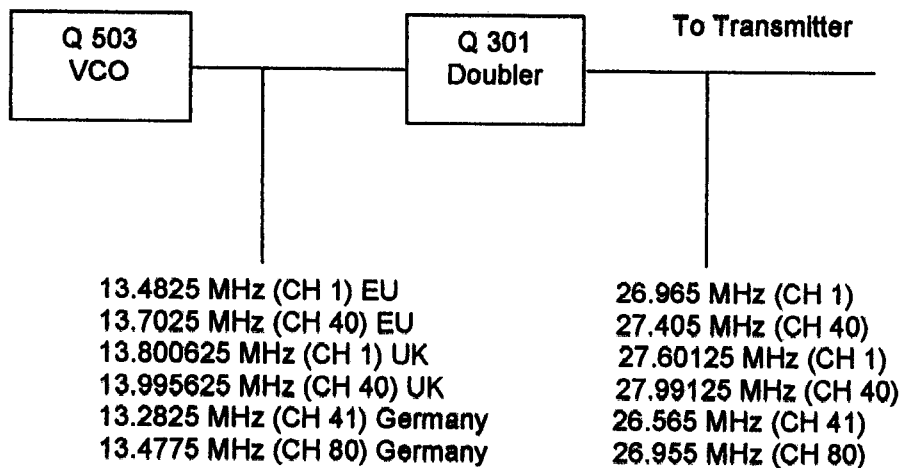 Q 503
VCO
Q 301
Doubler
To Transmitter
13.4825 MHz (CH 1) EU
13.7025 MHz (CH 40) EU
13.800625 MHz (CH 1) UK
13.995625 MHz (CH 40) UK
13.2825 MHz (CH 41) Germany
13.4775 MHz (CH 80) Germany
26.965 MHz (CH 1)
27.405 MHz (CH 40)
27.60125 MHz (CH 1)
27.99125 MHz (CH 40)
26.565 MHz (CH 41)
26.955 MHz (CH 80)